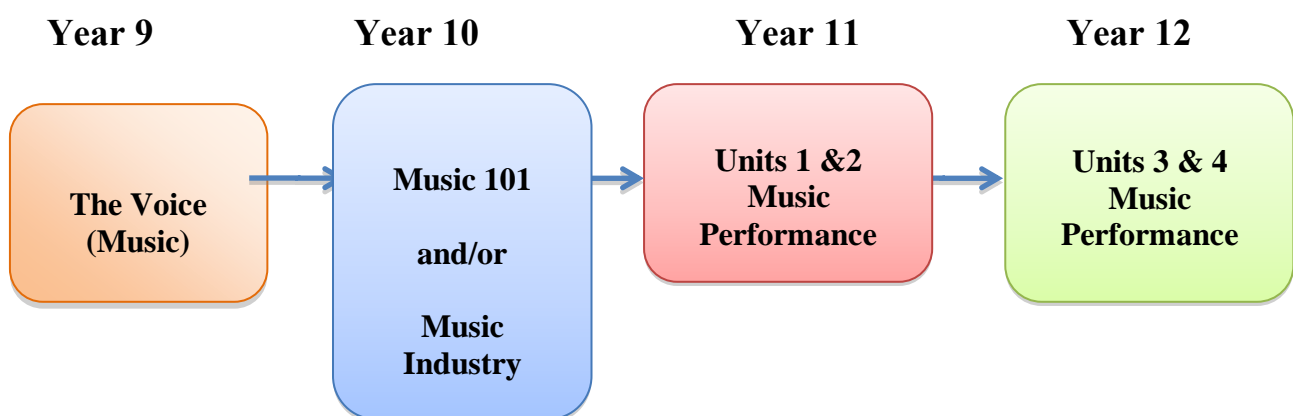 Year 9
Year 10
Year 11
Year 12
The Voice
(Music)
Music 101
and/or
Music
Industry
Units 1 &2
Music
Performance
Units 3 & 4
Music
Performance